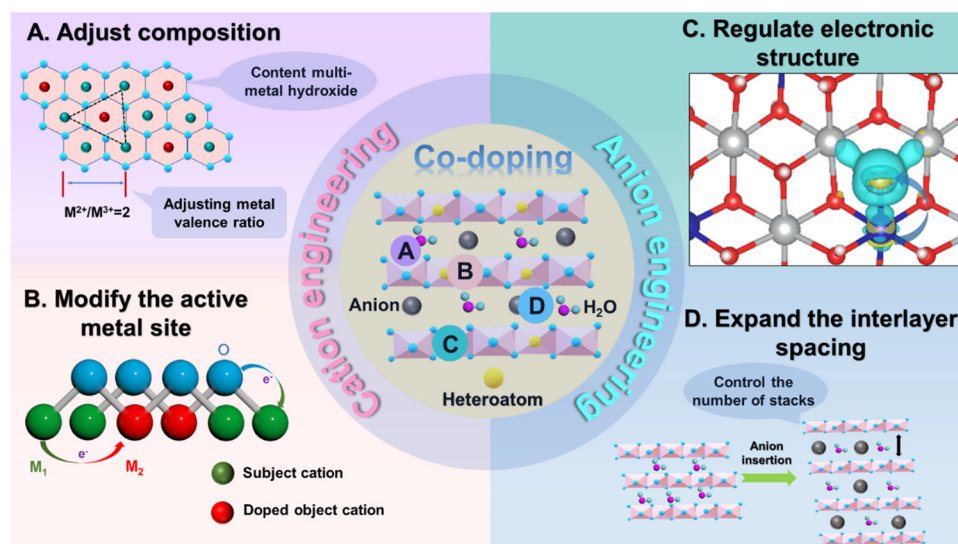 A. Adjust composition
Content multi-
metal hydroxide
M²⁺/M³⁺=2
Adjusting metal
valence ratio
B. Modify the active
metal site
O
e⁻
e⁻
M₁
M₂
Subject cation
Doped object cation
Cation engineering
Co-doping
Anion engineering
A
B
Anion
D
H₂O
C
Heteroatom
C. Regulate electronic
structure
D. Expand the interlayer
spacing
Control the
number of stacks
Anion
insertion